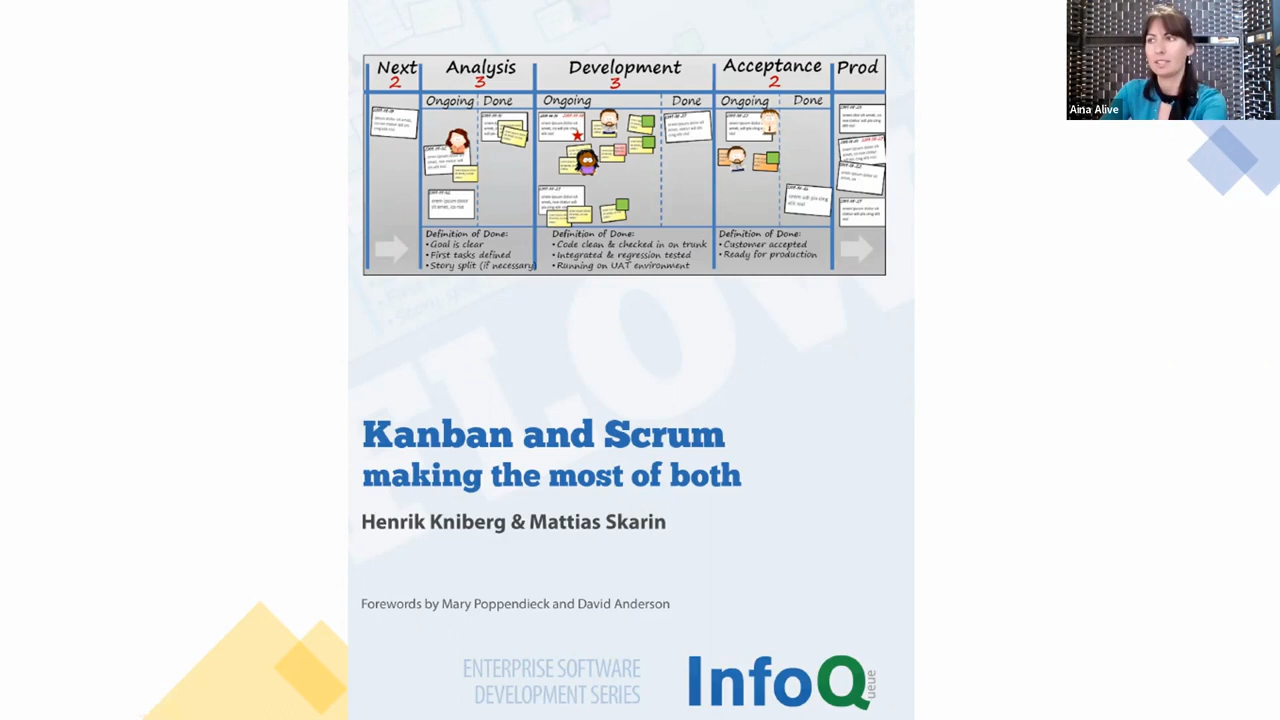 Next Analysis Development Acceptance Prod
2 3 3 2
Ongoing Done Ongoing Done Ongoing Done
Definition of Done:
• Goal is clear
• First tasks defined
• Story split (if necessary)
Definition of Done:
• Code clean & checked in on trunk
• Integrated & regression tested
• Running on UAT environment
Definition of Done:
• Customer accepted
• Ready for production
FLOW
Kanban and Scrum
making the most of both
Henrik Kniberg & Mattias Skarin
Forewords by Mary Poppendieck and David Anderson
ENTERPRISE SOFTWARE
DEVELOPMENT SERIES
InfoQ
ueue
Aina Alive